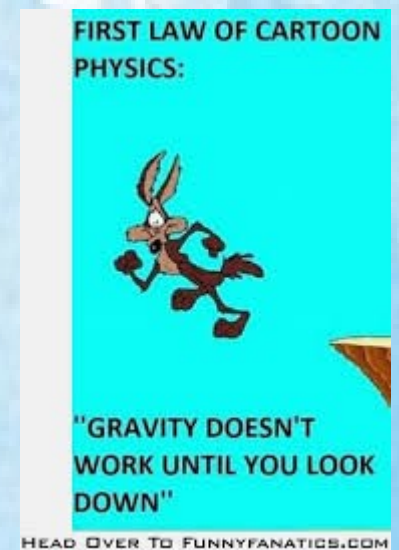 FIRST LAW OF CARTOON
PHYSICS:
"GRAVITY DOESN'T
WORK UNTIL YOU LOOK
DOWN"
HEAD OVER TO FUNNYFANATICS.COM